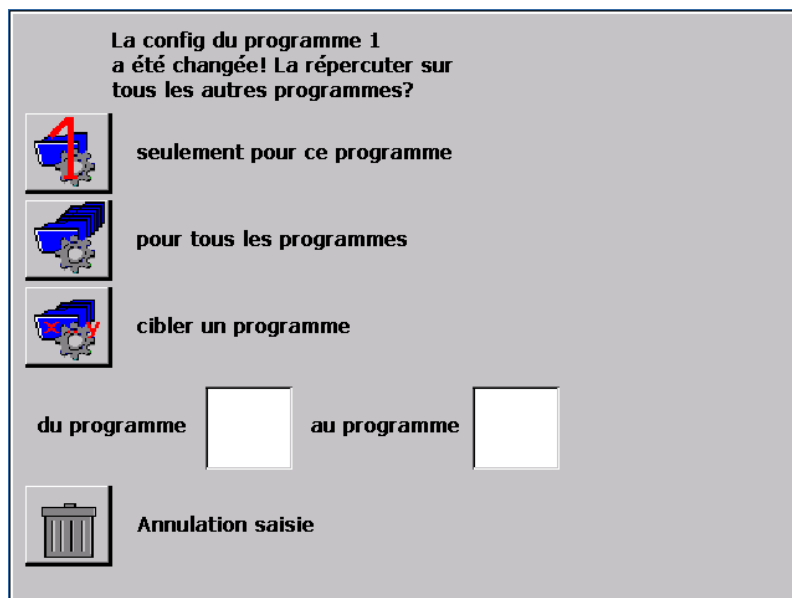 La config du programme 1
a été changée! La répercuter sur
tous les autres programmes?
1
seulement pour ce programme
pour tous les programmes
x y
cibler un programme
du programme au programme
Annulation saisie